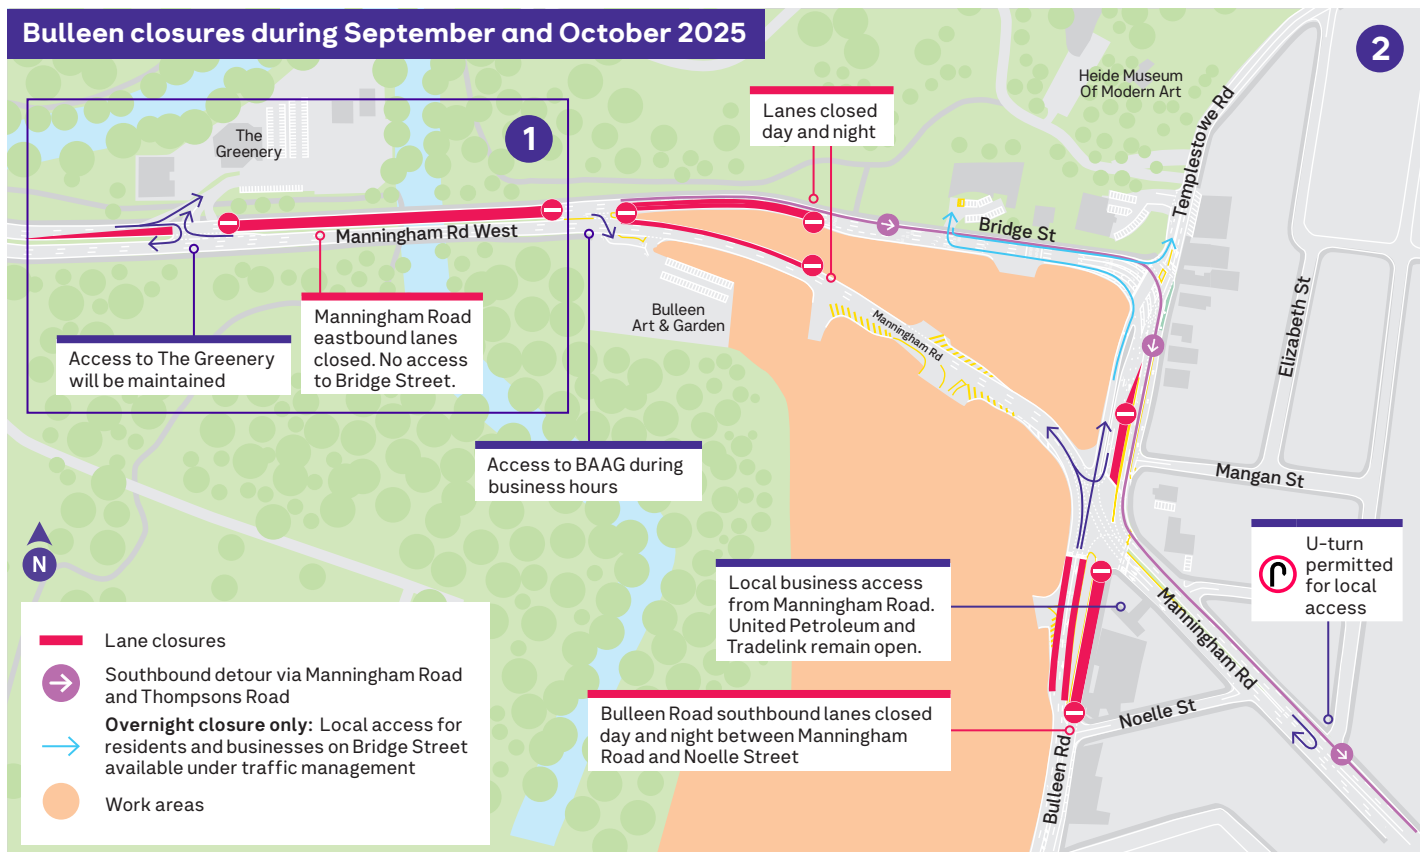 Bulleen closures during September and October 2025
2
Heide Museum
Of Modern Art
Templestowe Rd
Lanes closed
day and night
The
Greenery
1
Manningham Rd West
Bridge St
Elizabeth St
Bulleen
Art & Garden
Manningham Rd
Access to The Greenery
will be maintained
Manningham Road
eastbound lanes
closed. No access
to Bridge Street.
Access to BAAG during
business hours
Mangan St
N
U-turn
permitted
for local
access
Local business access
from Manningham Road.
United Petroleum and
Tradelink remain open.
Manningham Rd
Noelle St
Bulleen Road southbound lanes closed
day and night between Manningham
Road and Noelle Street
Bulleen Rd
Lane closures
Southbound detour via Manningham Road
and Thompsons Road
Overnight closure only: Local access for
residents and businesses on Bridge Street
available under traffic management
Work areas